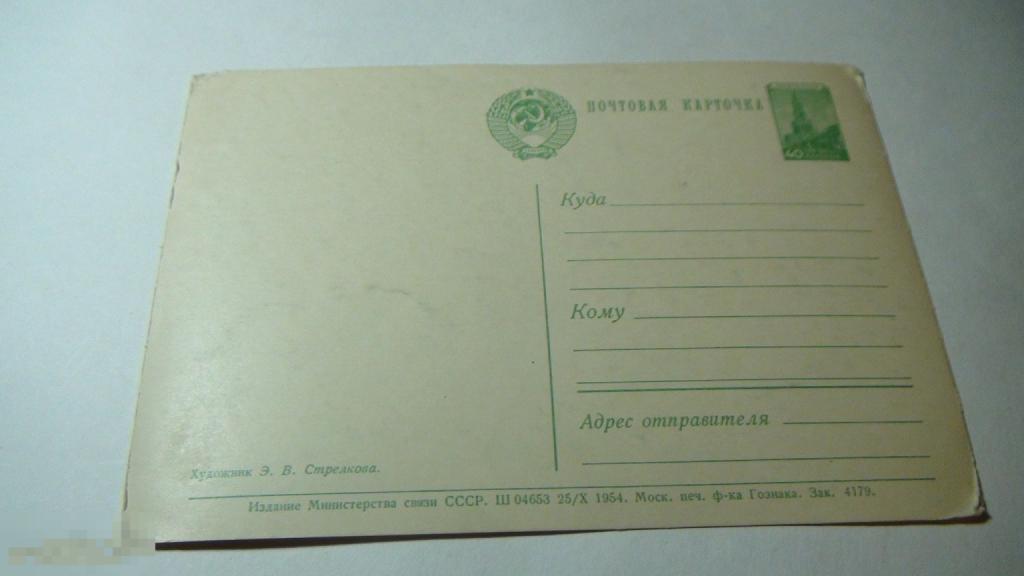 ПОЧТОВАЯ КАРТОЧКА
40
Куда
Кому
Адрес отправителя
Художник Э. В. Стрелкова.
Издание Министерства связи СССР. Ш 04653 25/X 1954. Моск. печ. ф-ка Гознака. Зак. 4179.